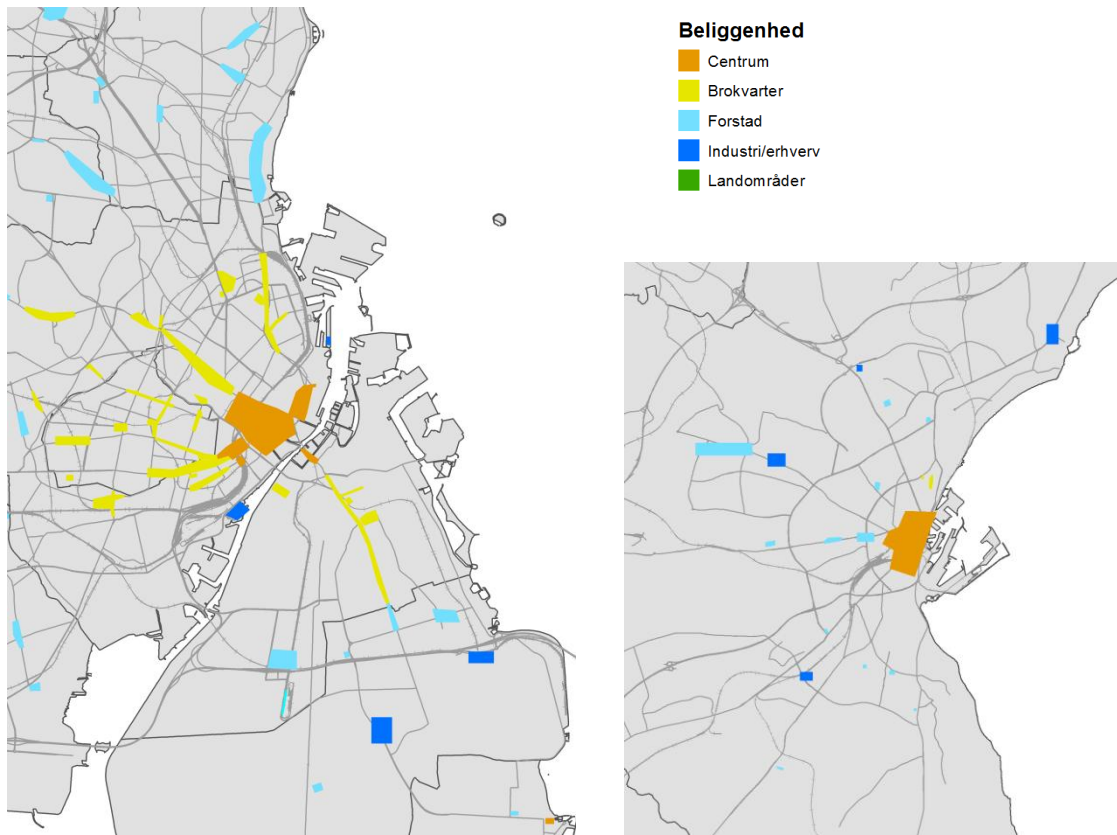 Beliggenhed
Centrum
Brokvarter
Forstad
Industri/erhverv
Landområder